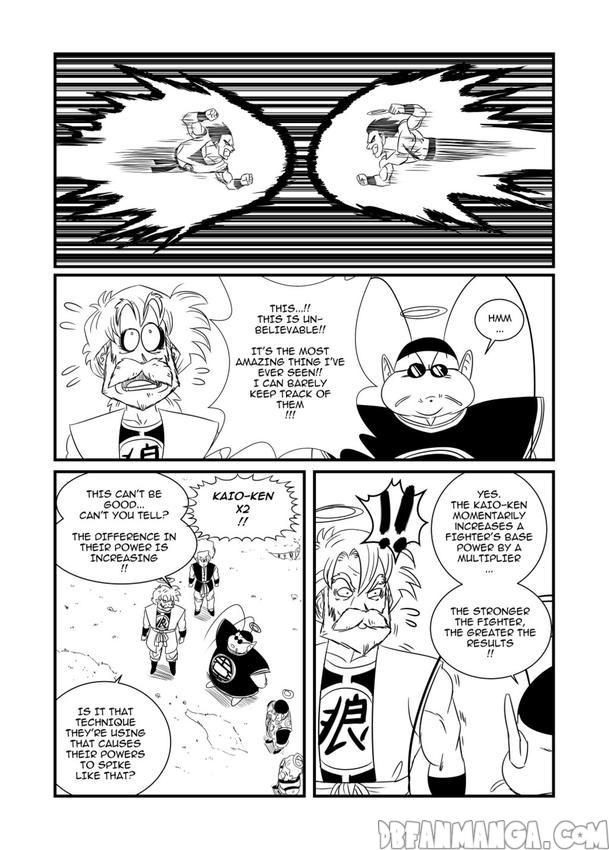 THIS...!!
THIS IS UN-
BELIEVABLE!!
IT'S THE MOST
AMAZING THING I'VE
EVER SEEN!!
I CAN BARELY
KEEP TRACK OF
THEM
!!!
HMM
...
THIS CAN'T BE
GOOD...
CAN'T YOU TELL?
THE DIFFERENCE IN
THEIR POWER IS
INCREASING
!!
KAIO-KEN
X2
!!
IS IT THAT
TECHNIQUE
THEY'RE USING
THAT CAUSES
THEIR POWERS
TO SPIKE
LIKE THAT?
!!
YES.
THE KAIO-KEN
MOMENTARILY
INCREASES A
FIGHTER'S BASE
POWER BY A
MULTIPLIER
...
THE STRONGER
THE FIGHTER,
THE GREATER THE
RESULTS
!!
狼
DBFANMANGA.COM